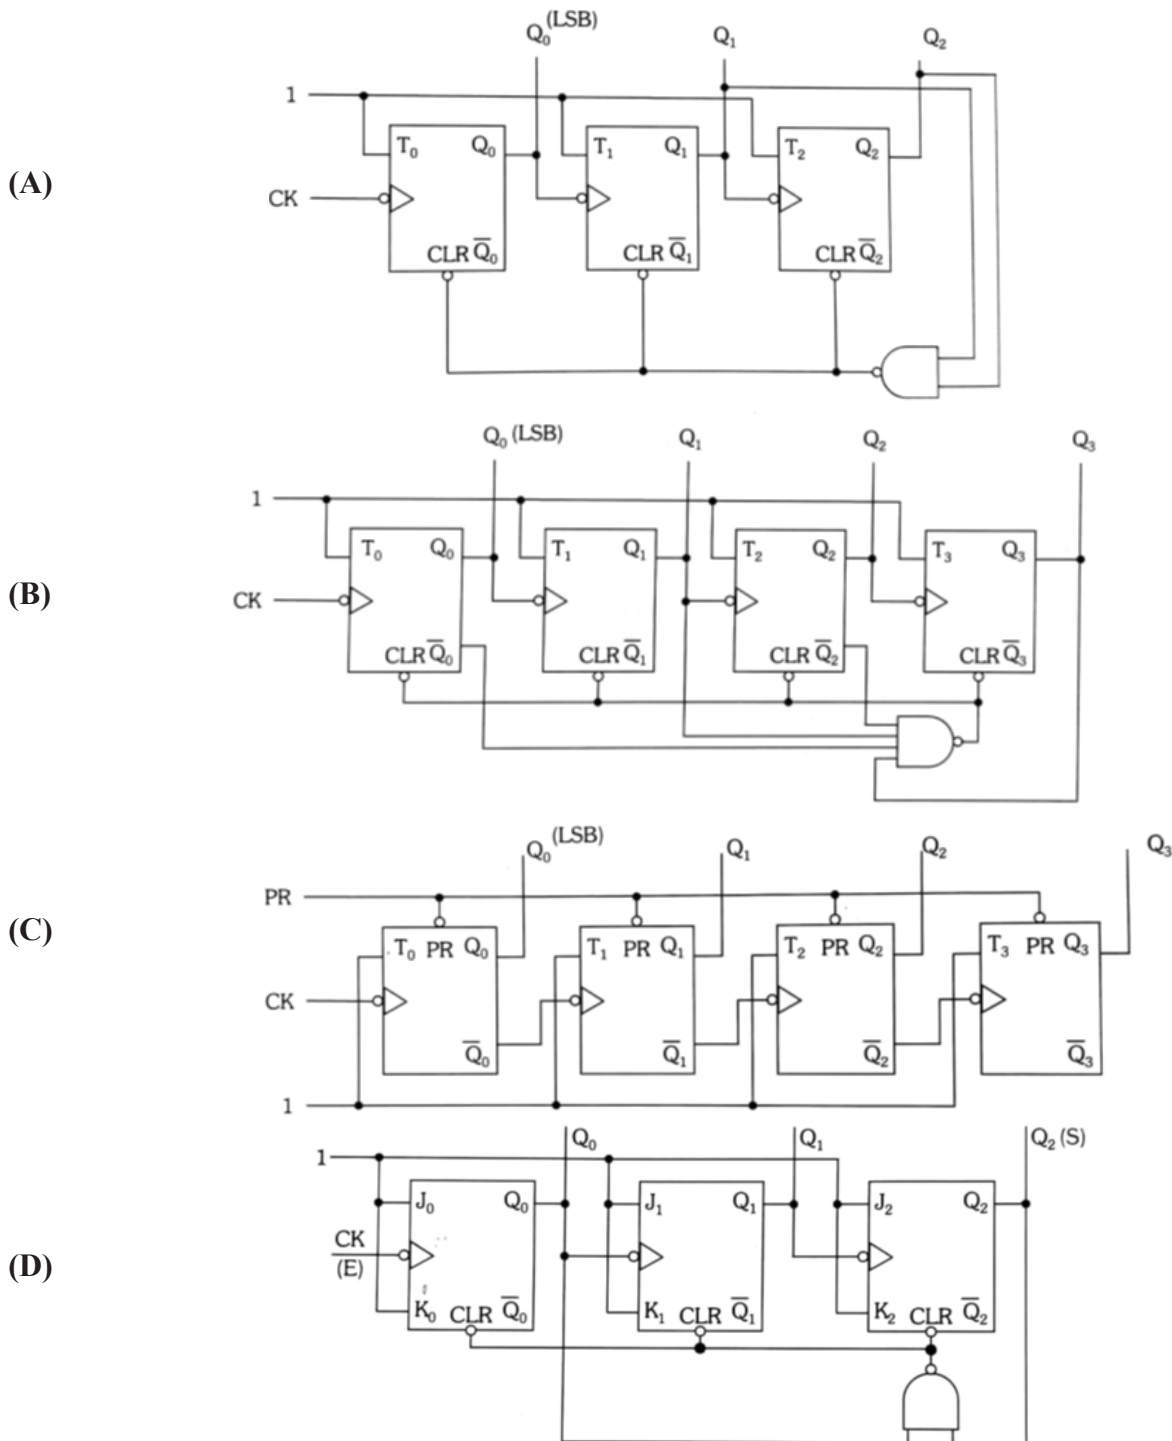 Q₀ (LSB) Q₁ Q₂
1
T₀ Q₀ T₁ Q₁ T₂ Q₂
(A)
CK
CLR Q̅₀ CLR Q̅₁ CLR Q̅₂
Q₀ (LSB) Q₁ Q₂ Q₃
1
T₀ Q₀ T₁ Q₁ T₂ Q₂ T₃ Q₃
(B)
CK
CLR Q̅₀ CLR Q̅₁ CLR Q̅₂ CLR Q̅₃
Q₀ (LSB) Q₁ Q₂ Q₃
PR
(C)
T₀ PR Q₀ T₁ PR Q₁ T₂ PR Q₂ T₃ PR Q₃
CK
Q̅₀ Q̅₁ Q̅₂ Q̅₃
1
Q₀ Q₁ Q₂ (S)
1
J₀ Q₀ J₁ Q₁ J₂ Q₂
CK
(D)
(E)
K₀ CLR Q̅₀ K₁ CLR Q̅₁ K₂ CLR Q̅₂